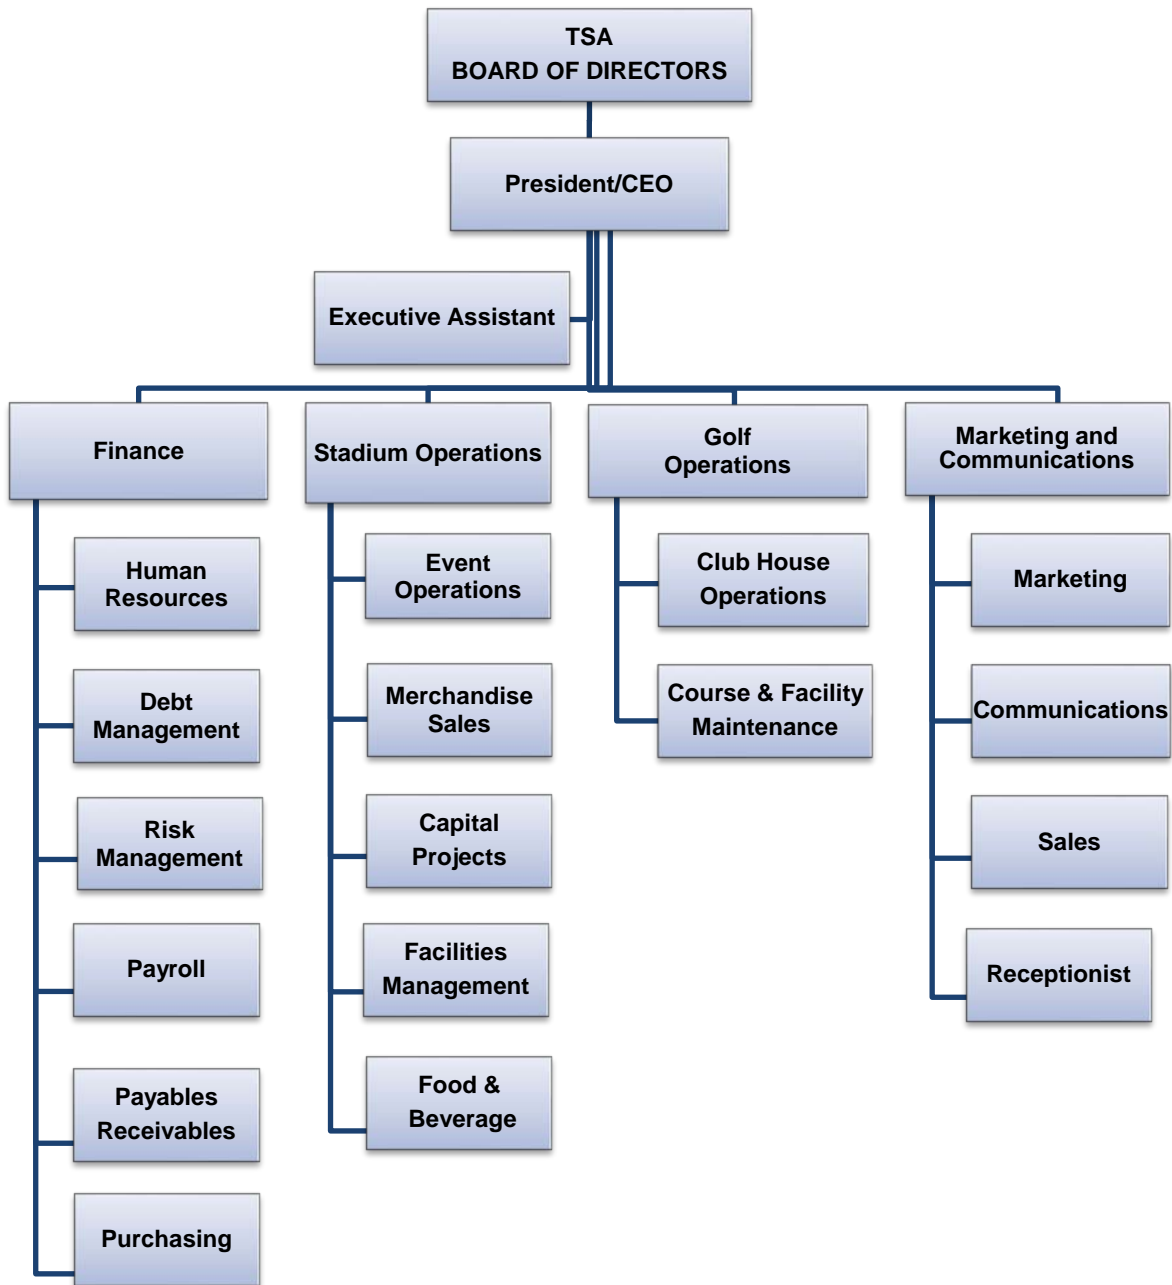 TSA
BOARD OF DIRECTORS
President/CEO
Executive Assistant
Finance
Human
Resources
Debt
Management
Risk
Management
Payroll
Payables
Receivables
Purchasing
Stadium Operations
Event
Operations
Merchandise
Sales
Capital
Projects
Facilities
Management
Food &
Beverage
Golf
Operations
Club House
Operations
Course & Facility
Maintenance
Marketing and
Communications
Marketing
Communications
Sales
Receptionist